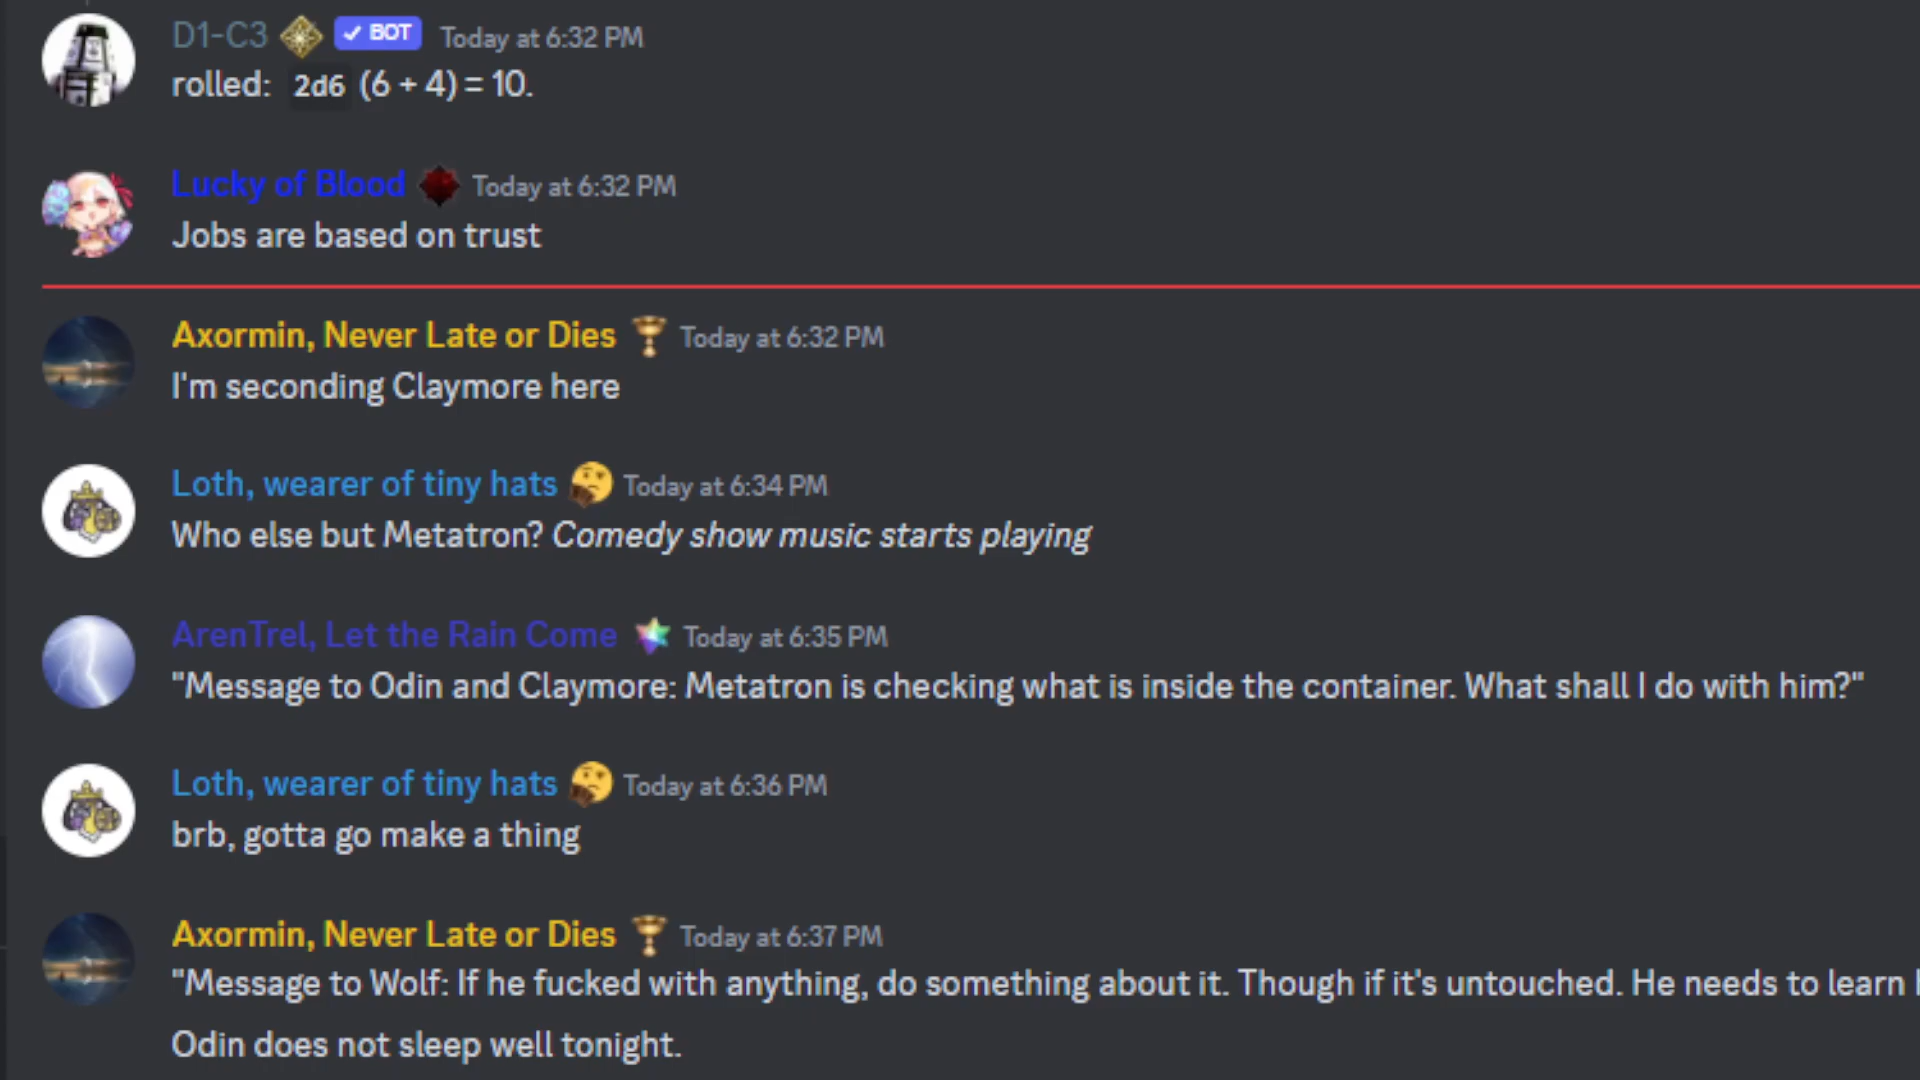 D1-C3 ✓ BOT Today at 6:32 PM
rolled: 2d6 (6 + 4) = 10.
Lucky of Blood Today at 6:32 PM
Jobs are based on trust
Axormin, Never Late or Dies Today at 6:32 PM
I'm seconding Claymore here
Loth, wearer of tiny hats 🤔 Today at 6:34 PM
Who else but Metatron? Comedy show music starts playing
ArenTrel, Let the Rain Come Today at 6:35 PM
"Message to Odin and Claymore: Metatron is checking what is inside the container. What shall I do with him?"
Loth, wearer of tiny hats 🤔 Today at 6:36 PM
brb, gotta go make a thing
Axormin, Never Late or Dies Today at 6:37 PM
"Message to Wolf: If he fucked with anything, do something about it. Though if it's untouched. He needs to learn
Odin does not sleep well tonight.